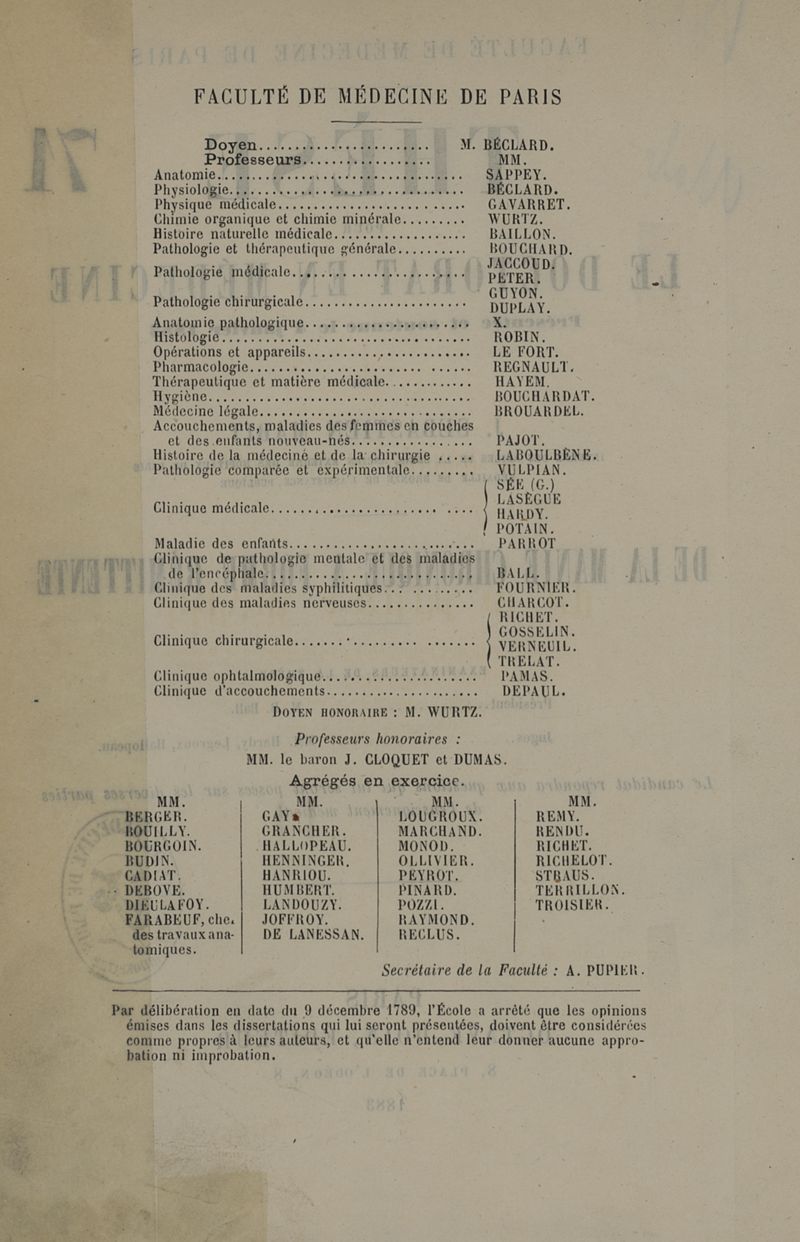 FACULTÉ DE MÉDECINE DE PARIS
Doyen.......................... M. BÉCLARD.
Professeurs................ MM.
Anatomie............................ SAPPEY.
Physiologie........................... BÉCLARD.
Physique médicale....................... GAVARRET.
Chimie organique et chimie minérale......... WURTZ.
Histoire naturelle médicale................... BAILLON.
Pathologie et thérapeutique générale.......... BOUCHARD.
Pathologie médicale..................... JACCOUD.
PETER.
Pathologie chirurgicale....................... GUYON.
DUPLAY.
Anatomie pathologique........................ X.
Histologie.................................... ROBIN.
Opérations et appareils....................... LE FORT.
Pharmacologie............................... REGNAULT.
Thérapeutique et matière médicale............. HAYEM.
Hygiène..................................... BOUCHARDAT.
Médecine légale.............................. BROUARDEL.
Accouchements, maladies des femmes en couches
et des enfants nouveau-nés................. PAJOT.
Histoire de la médecine et de la chirurgie ..... LABOULBÈNE.
Pathologie comparée et expérimentale......... VULPIAN.
Clinique médicale............................ SÉE (G.)
LASÈGUE
HARDY.
POTAIN.
Maladie des enfants.......................... PARROT
Clinique de pathologie mentale et des maladies
de l'encéphale............................. BALL.
Clinique des maladies syphilitiques............ FOURNIER.
Clinique des maladies nerveuses............... CHARCOT.
Clinique chirurgicale......................... RICHET.
GOSSELIN.
VERNEUIL.
TRELAT.
Clinique ophtalmologique...................... PAMAS.
Clinique d'accouchements...................... DEPAUL.
DOYEN HONORAIRE : M. WURTZ.
Professeurs honoraires :
MM. le baron J. CLOQUET et DUMAS.
Agrégés en exercice.
MM. MM. MM. MM.
BERGER. GAY LOUGROUX. REMY.
BOUILLY. GRANCHER. MARCHAND. RENDU.
BOURGOIN. HALLOPEAU. MONOD. RICHET.
BUDIN. HENNINGER. OLLIVIER. RICHELOT.
CADIAT. HANRIOU. PEYROT. STRAUS.
DEBOVE. HUMBERT. PINARD. TERRILLON.
DIEULAFOY. LANDOUZY. POZZI. TROISIER.
FARABEUF, che. JOFFROY. RAYMOND.
des travaux ana- DE LANESSAN. RECLUS.
tomiques.
Secrétaire de la Faculté : A. PUPIER.
Par délibération en date du 9 décembre 1789, l'École a arrêté que les opinions
émises dans les dissertations qui lui seront présentées, doivent être considérées
comme propres à leurs auteurs, et qu'elle n'entend leur donner aucune appro-
bation ni improbation.